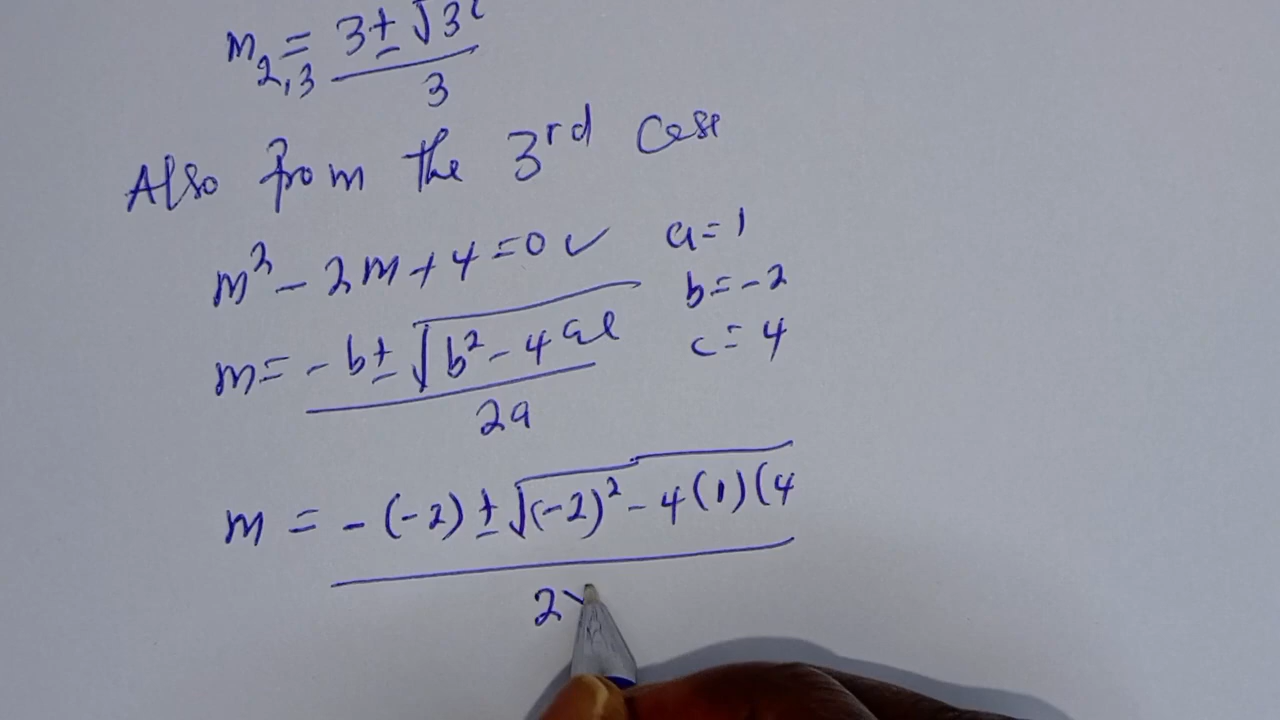 m₂,₃ = 3 ± √3 i / 3
Also from the 3rd case
m² - 2m + 4 = 0 ✓ a = 1
b = -2
m = -b ± √(b² - 4ac) / 2a
c = 4
m = -(-2) ± √(-2)² - 4(1)(4 / 2×